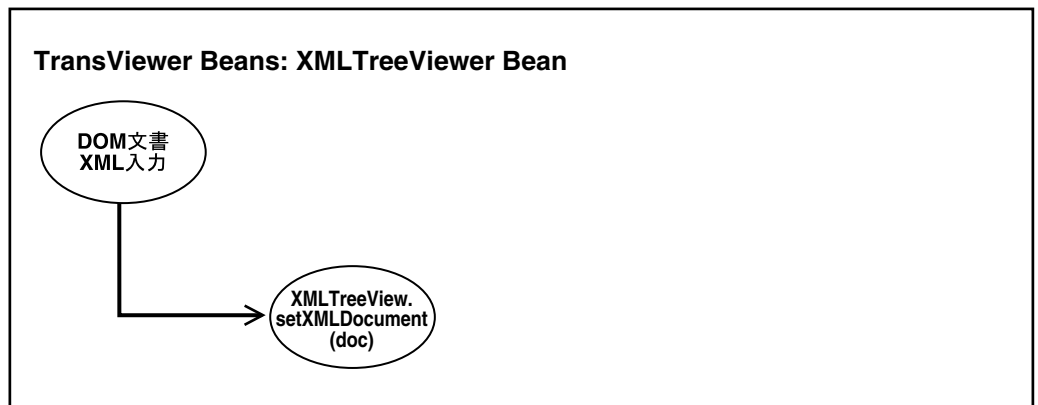 TransViewer Beans: XMLTreeViewer Bean
DOM文書
XML入力
XMLTreeView.
setXMLDocument
(doc)